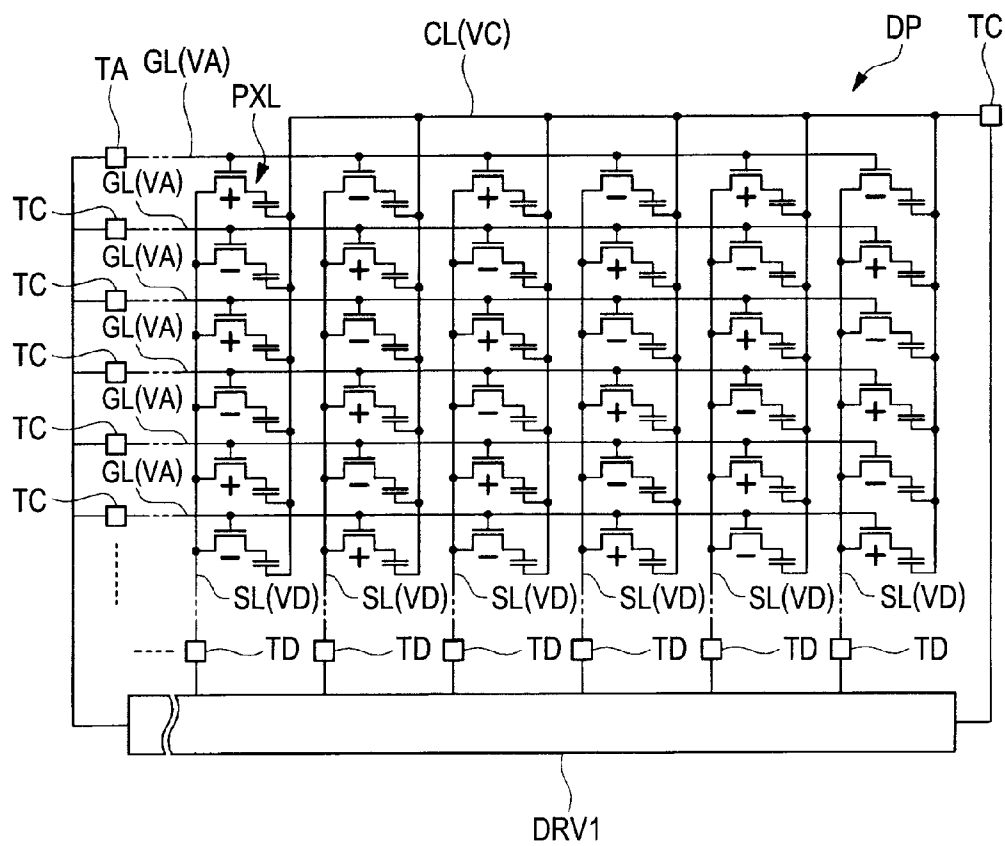 CL(VC) DP TC
TA GL(VA) PXL
GL(VA)
TC
GL(VA)
TC
GL(VA)
TC
GL(VA)
TC
GL(VA)
TC
+ - + - + -
- + - + - +
+ - + - + -
- + - + - +
+ - + - + -
- + - + - +
SL(VD) SL(VD) SL(VD) SL(VD) SL(VD) SL(VD)
TD TD TD TD TD TD
DRV1